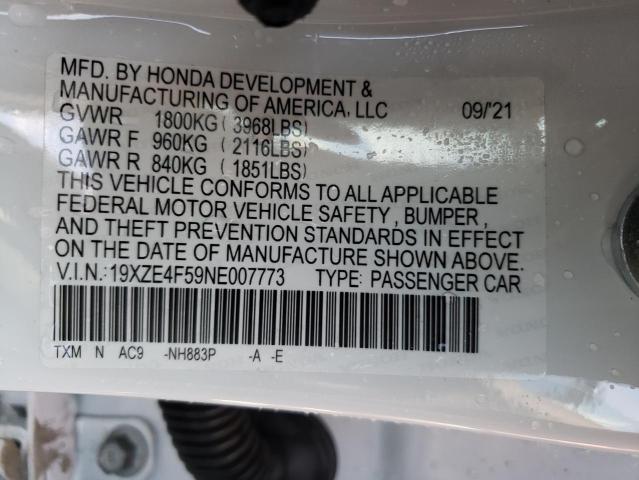 MFD. BY HONDA DEVELOPMENT &
MANUFACTURING OF AMERICA, LLC 09/21
GVWR 1800KG ( 3968LBS)
GAWR F 960KG ( 2116LBS)
GAWR R 840KG ( 1851LBS)
THIS VEHICLE CONFORMS TO ALL APPLICABLE
FEDERAL MOTOR VEHICLE SAFETY , BUMPER ,
AND THEFT PREVENTION STANDARDS IN EFFECT
ON THE DATE OF MANUFACTURE SHOWN ABOVE.
V.I.N.:19XZE4F59NE007773 TYPE: PASSENGER CAR
TXM N AC9 -NH883P -A -E